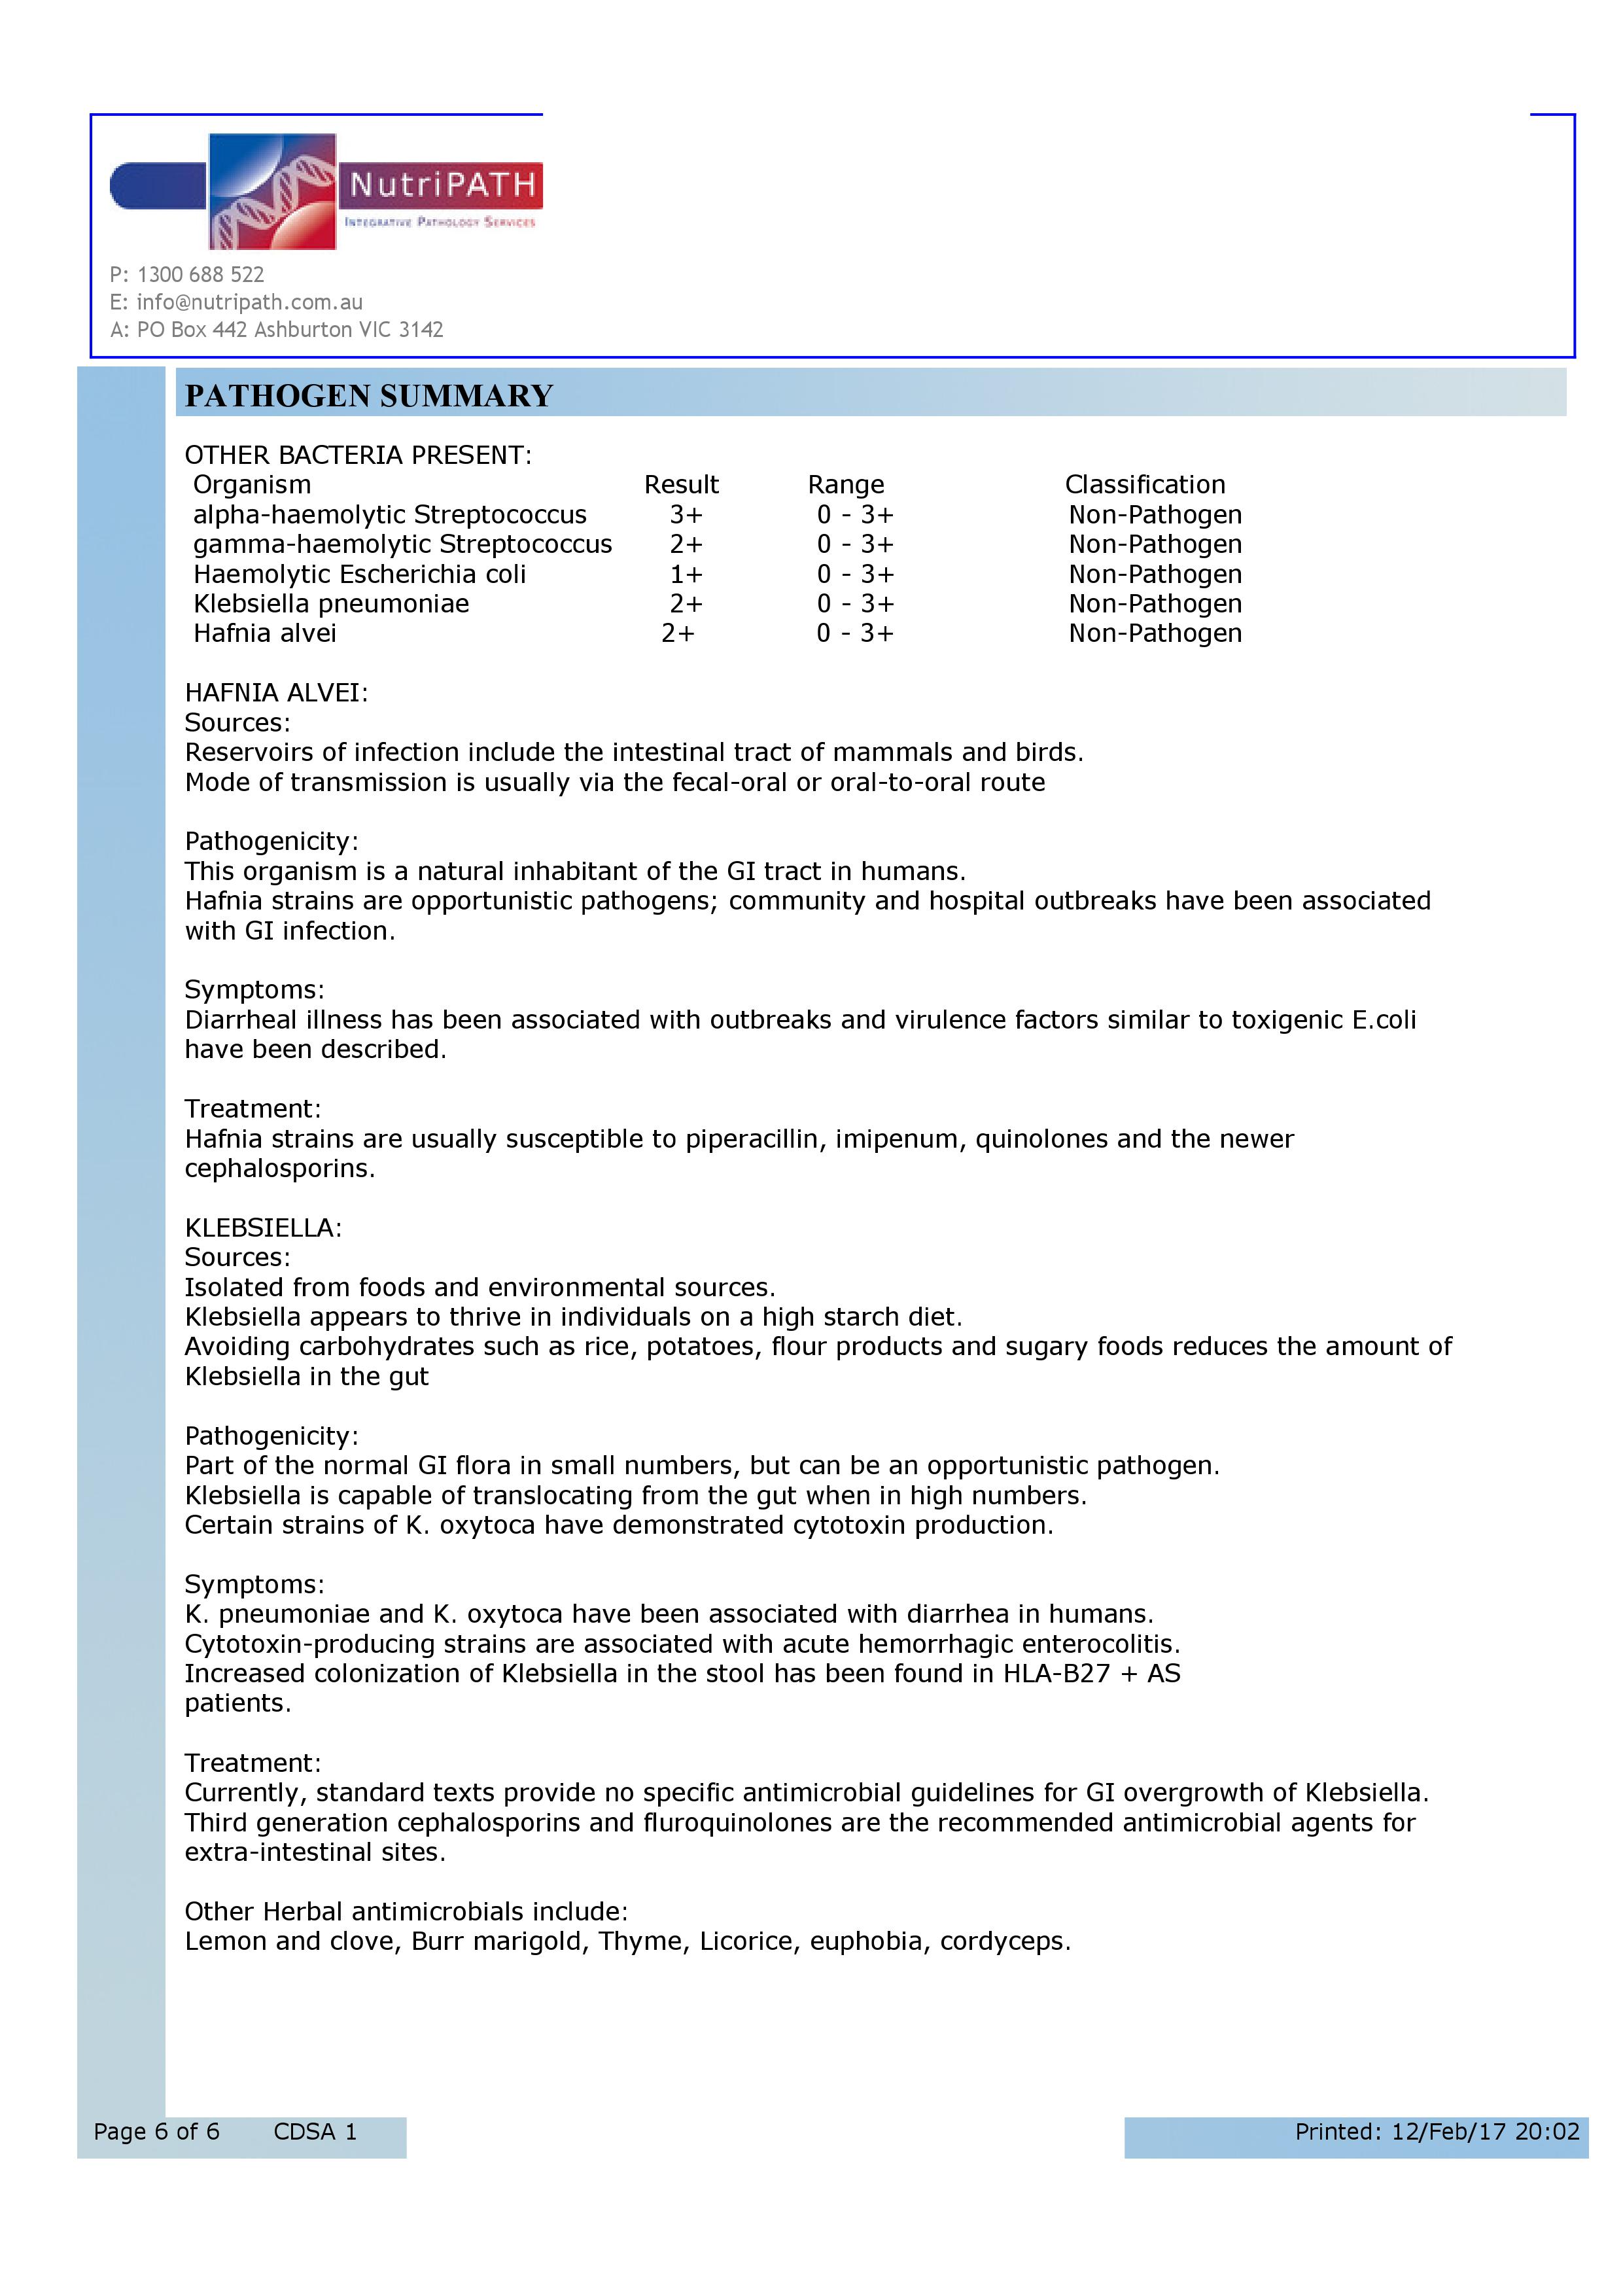 NutriPATH
INTEGRATIVE PATHOLOGY SERVICES
P: 1300 688 522
E: info@nutripath.com.au
A: PO Box 442 Ashburton VIC 3142
PATHOGEN SUMMARY
OTHER BACTERIA PRESENT:
Organism Result Range Classification
alpha-haemolytic Streptococcus 3+ 0 - 3+ Non-Pathogen
gamma-haemolytic Streptococcus 2+ 0 - 3+ Non-Pathogen
Haemolytic Escherichia coli 1+ 0 - 3+ Non-Pathogen
Klebsiella pneumoniae 2+ 0 - 3+ Non-Pathogen
Hafnia alvei 2+ 0 - 3+ Non-Pathogen
HAFNIA ALVEI:
Sources:
Reservoirs of infection include the intestinal tract of mammals and birds.
Mode of transmission is usually via the fecal-oral or oral-to-oral route
Pathogenicity:
This organism is a natural inhabitant of the GI tract in humans.
Hafnia strains are opportunistic pathogens; community and hospital outbreaks have been associated
with GI infection.
Symptoms:
Diarrheal illness has been associated with outbreaks and virulence factors similar to toxigenic E.coli
have been described.
Treatment:
Hafnia strains are usually susceptible to piperacillin, imipenum, quinolones and the newer
cephalosporins.
KLEBSIELLA:
Sources:
Isolated from foods and environmental sources.
Klebsiella appears to thrive in individuals on a high starch diet.
Avoiding carbohydrates such as rice, potatoes, flour products and sugary foods reduces the amount of
Klebsiella in the gut
Pathogenicity:
Part of the normal GI flora in small numbers, but can be an opportunistic pathogen.
Klebsiella is capable of translocating from the gut when in high numbers.
Certain strains of K. oxytoca have demonstrated cytotoxin production.
Symptoms:
K. pneumoniae and K. oxytoca have been associated with diarrhea in humans.
Cytotoxin-producing strains are associated with acute hemorrhagic enterocolitis.
Increased colonization of Klebsiella in the stool has been found in HLA-B27 + AS
patients.
Treatment:
Currently, standard texts provide no specific antimicrobial guidelines for GI overgrowth of Klebsiella.
Third generation cephalosporins and fluroquinolones are the recommended antimicrobial agents for
extra-intestinal sites.
Other Herbal antimicrobials include:
Lemon and clove, Burr marigold, Thyme, Licorice, euphobia, cordyceps.
Page 6 of 6 CDSA 1 Printed: 12/Feb/17 20:02